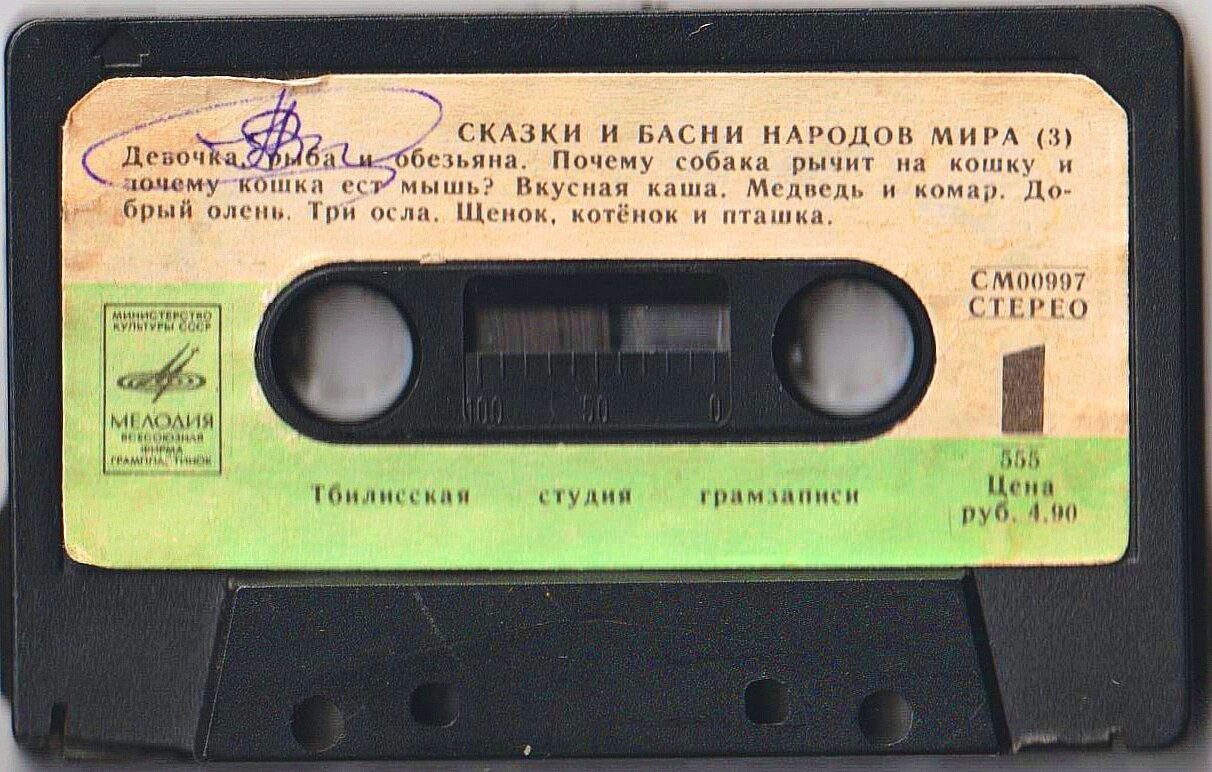 СКАЗКИ И БАСНИ НАРОДОВ МИРА (3)
Девочка, рыба и обезьяна. Почему собака рычит на кошку и
почему кошка ест мышь? Вкусная каша. Медведь и комар. До-
брый олень. Три осла. Щенок, котёнок и пташка.
СМ00997
СТЕРЕО
МИНИСТЕРСТВО
КУЛЬТУРЫ СССР
МЕЛОДИЯ
ВСЕСОЮЗНАЯ
ФИРМА
ГРАМПЛАСТИНОК
100 50 0
1
555
Цена
руб. 4.90
Тбилисская студия грамзаписи